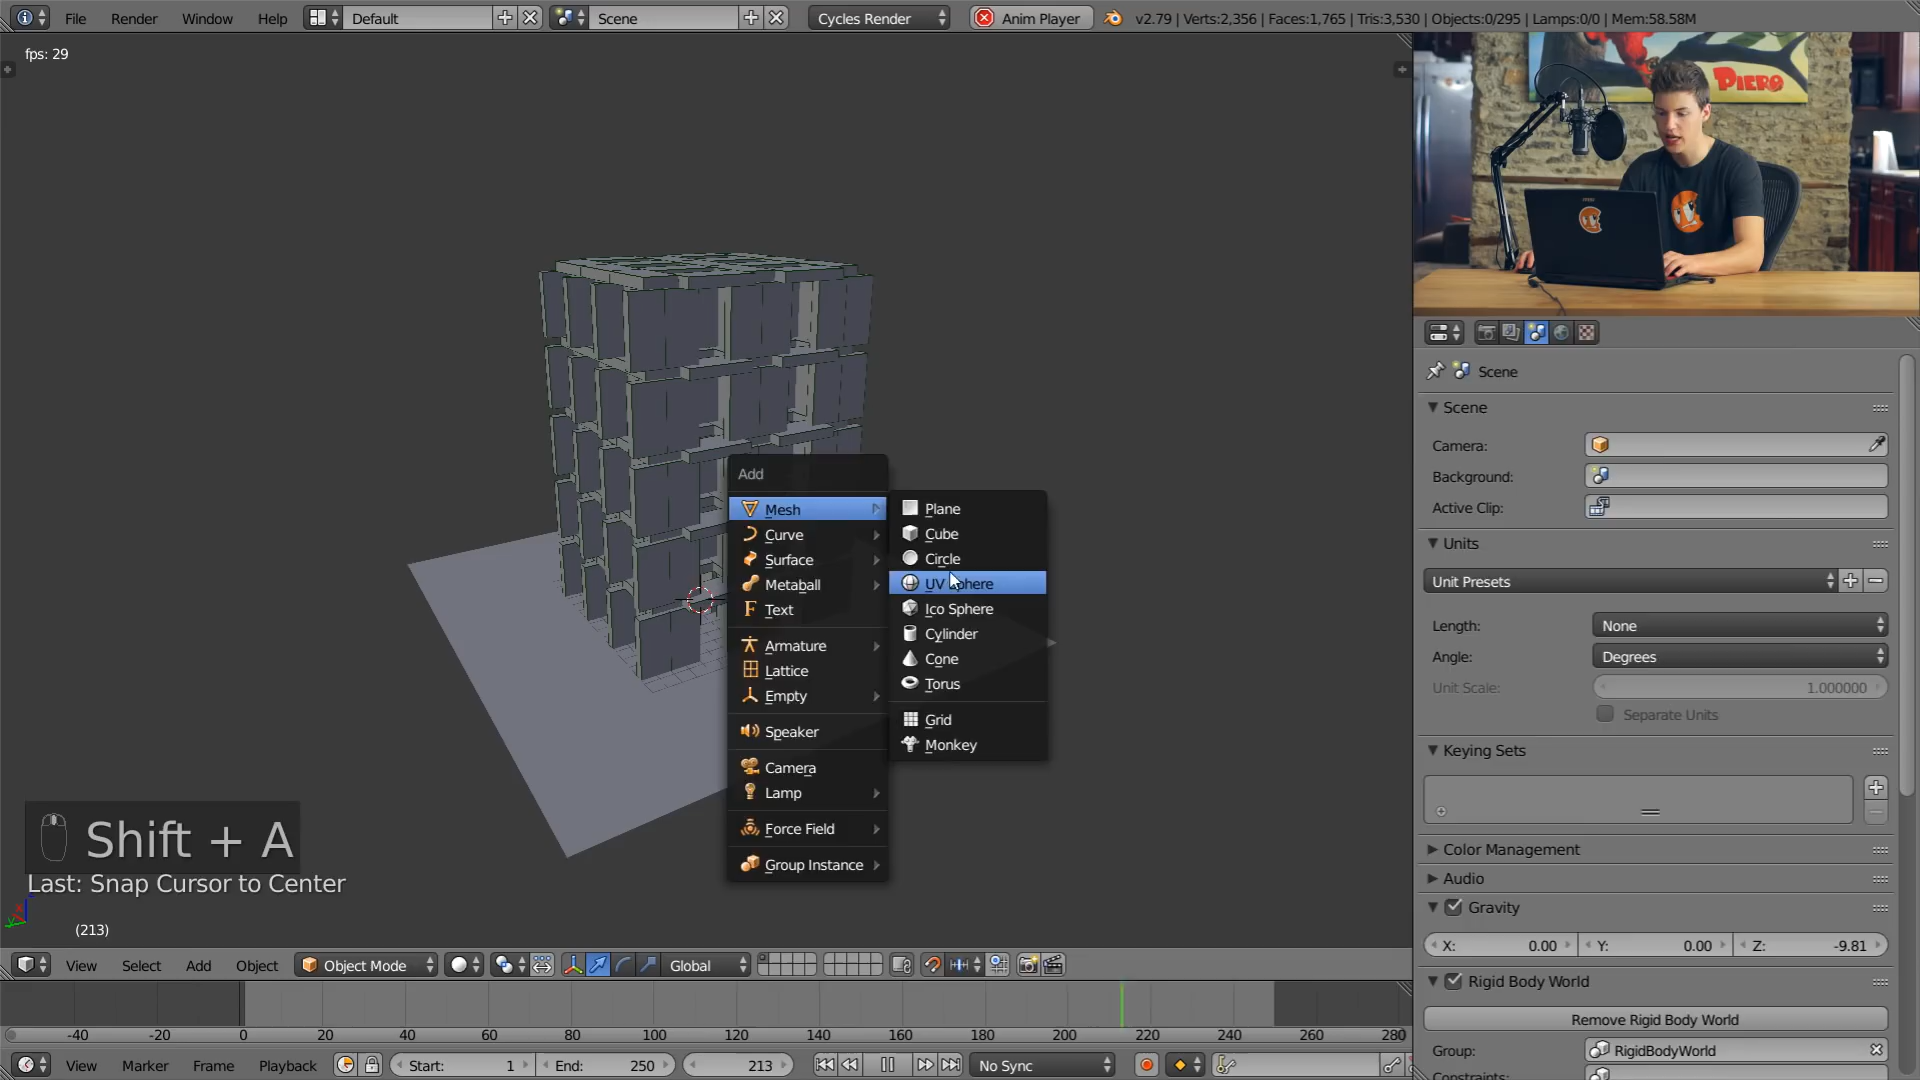 File Render Window Help Default Scene Cycles Render Anim Player v2.79 | Verts:2,356 | Faces:1,765 | Tris:3,530 | Objects:0/295 | Lamps:0/0 | Mem:58.58M
fps: 29
PIERO
Scene
Scene
Camera:
Background:
Active Clip:
Units
Unit Presets
Length: None
Angle: Degrees
Unit Scale: 1.000000
Separate Units
Keying Sets
Color Management
Audio
Gravity
X: 0.00 Y: 0.00 Z: -9.81
Rigid Body World
Remove Rigid Body World
Group: RigidBodyWorld
Constraints:
Add
Mesh
Curve
Surface
Metaball
Text
Armature
Lattice
Empty
Speaker
Camera
Lamp
Force Field
Group Instance
Plane
Cube
Circle
UV Sphere
Ico Sphere
Cylinder
Cone
Torus
Grid
Monkey
Shift + A
Last: Snap Cursor to Center
(213)
View Select Add Object Object Mode Global
-40 -20 0 20 40 60 80 100 120 140 160 180 200 220 240 260 280
View Marker Frame Playback Start: 1 End: 250 213 No Sync